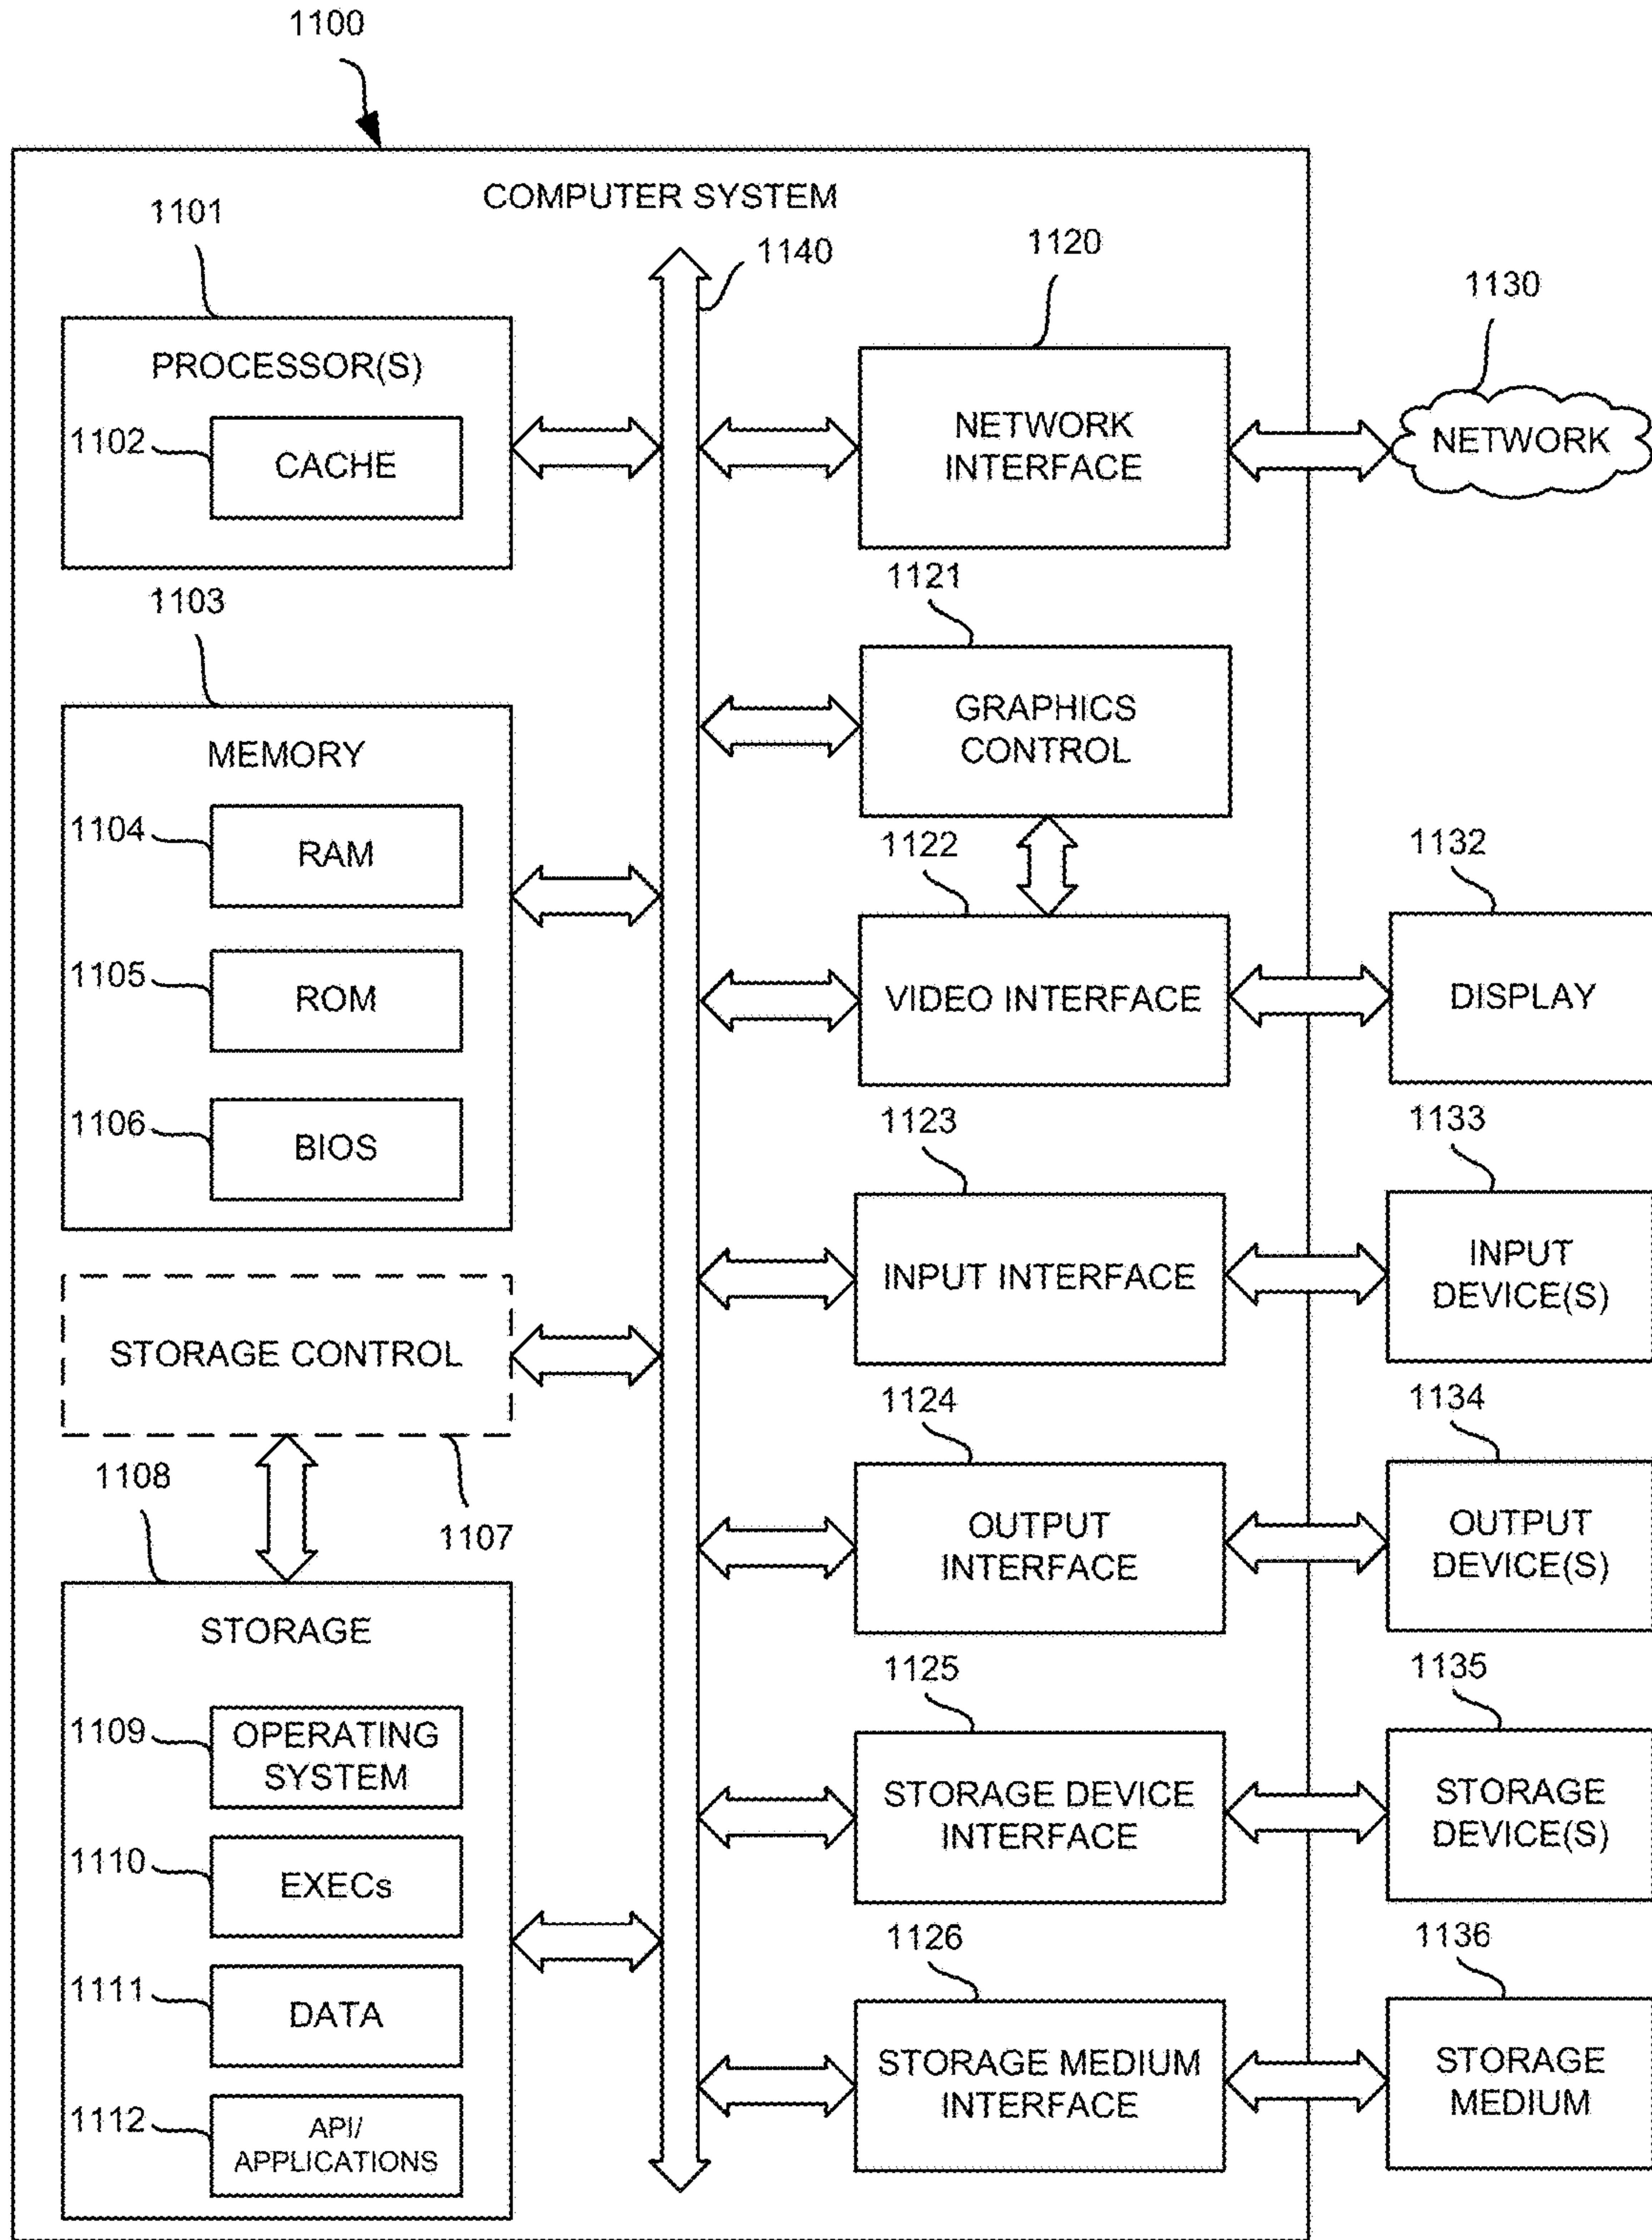 1100
COMPUTER SYSTEM
1101
1140
1120
1130
PROCESSOR(S)
1102
CACHE
NETWORK
INTERFACE
NETWORK
1103
1121
MEMORY
GRAPHICS
CONTROL
1104
RAM
1122
1132
1105
ROM
VIDEO INTERFACE
DISPLAY
1106
BIOS
1123
1133
INPUT INTERFACE
INPUT
DEVICE(S)
STORAGE CONTROL
1107
1124
1134
1108
OUTPUT
INTERFACE
OUTPUT
DEVICE(S)
STORAGE
1125
1135
1109
OPERATING
SYSTEM
STORAGE DEVICE
INTERFACE
STORAGE
DEVICE(S)
1110
EXECs
1126
1136
1111
DATA
STORAGE MEDIUM
INTERFACE
STORAGE
MEDIUM
1112
API/
APPLICATIONS